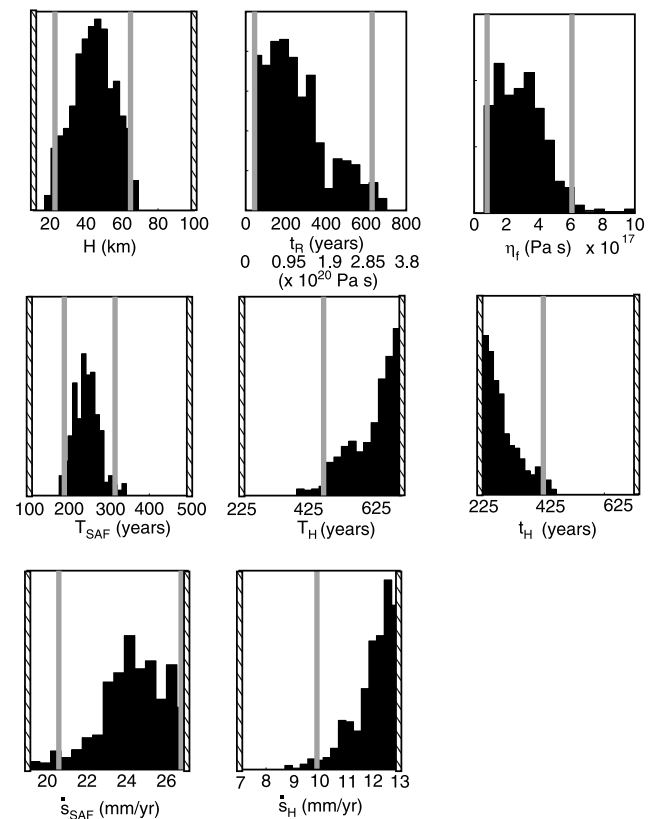 20 40 60 80 100
H (km)
0 200 400 600 800
t_R (years)
0 0.95 1.9 2.85 3.8
(x 10^20 Pa s)
0 2 4 6 8 10
η_f (Pa s) x 10^17
100 200 300 400 500
T_SAF (years)
225 425 625
T_H (years)
225 425 625
t_H (years)
20 22 24 26
ṡ_SAF (mm/yr)
7 8 9 10 11 12 13
ṡ_H (mm/yr)